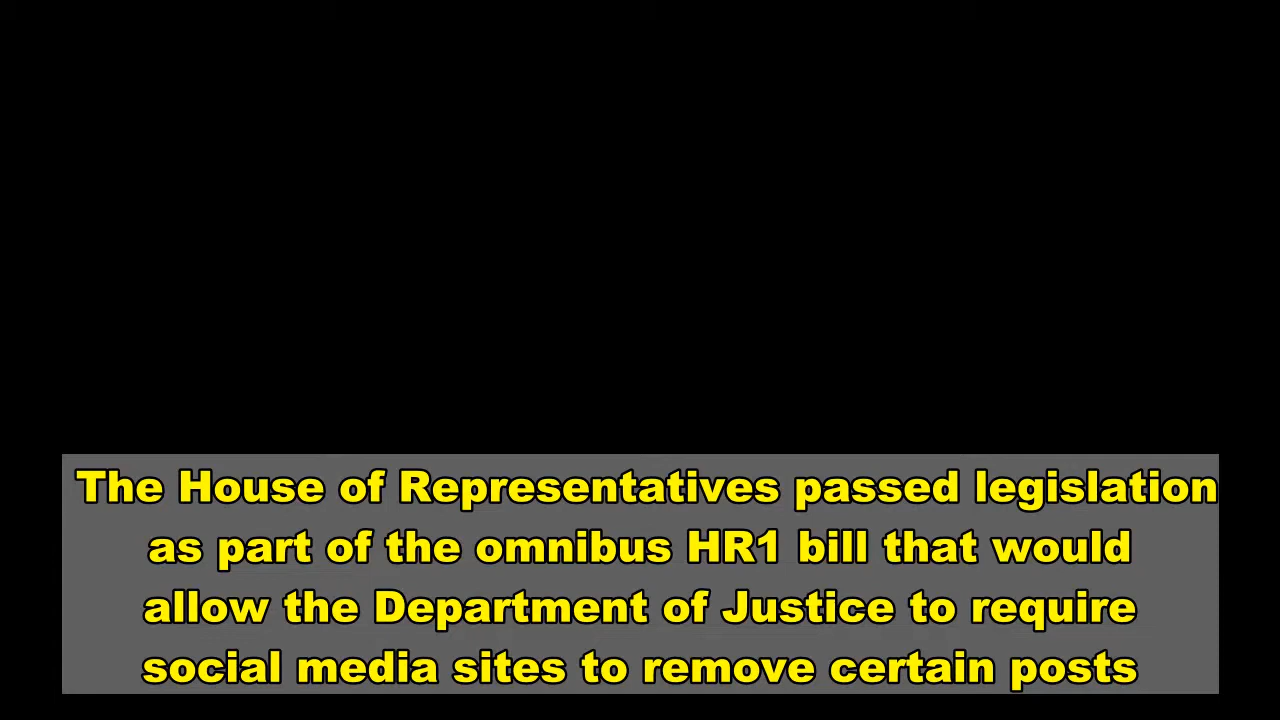 The House of Representatives passed legislation
as part of the omnibus HR1 bill that would
allow the Department of Justice to require
social media sites to remove certain posts